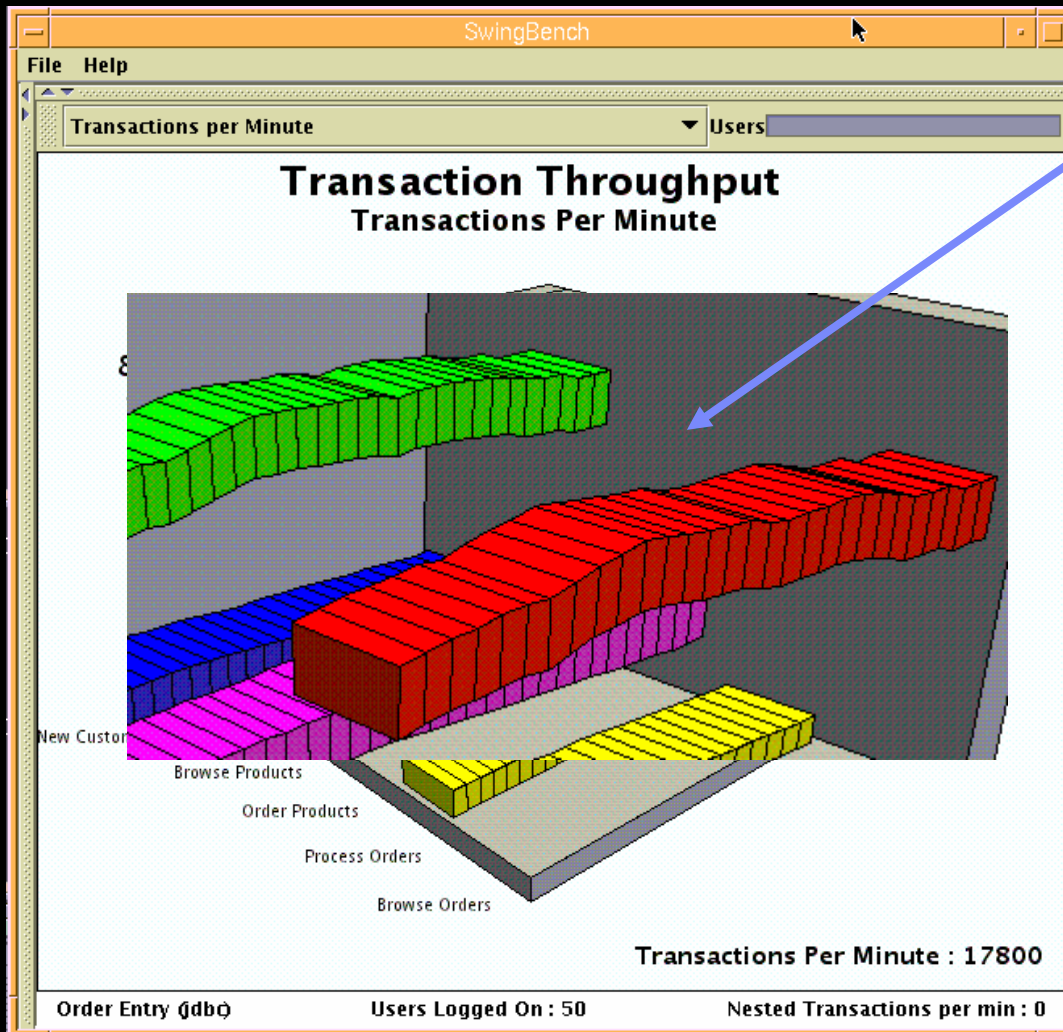 SwingBench
File Help
Transactions per Minute Users
Transaction Throughput
Transactions Per Minute
New
Browse Products
Order Products
Process Orders
Browse Orders
Transactions Per Minute : 17800
Order Entry (jdbc) Users Logged On : 50 Nested Transactions per min : 0